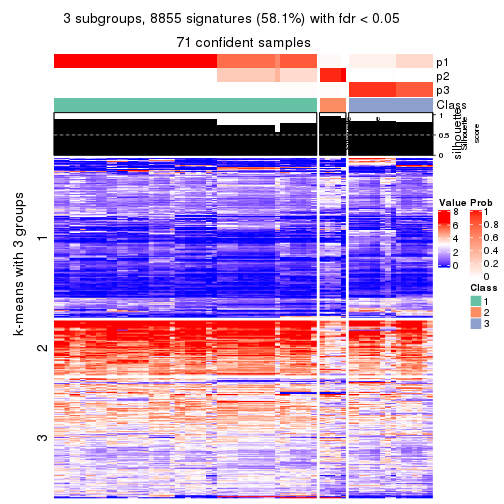 3 subgroups, 8855 signatures (58.1%) with fdr < 0.05
71 confident samples
p1
p2
p3
Class
1
0.5
0
silhouette
Silhouette
score
k-means with 3 groups
1
2
3
Value
8
6
4
2
0
Prob
1
0.8
0.6
0.4
0.2
0
Class
1
2
3